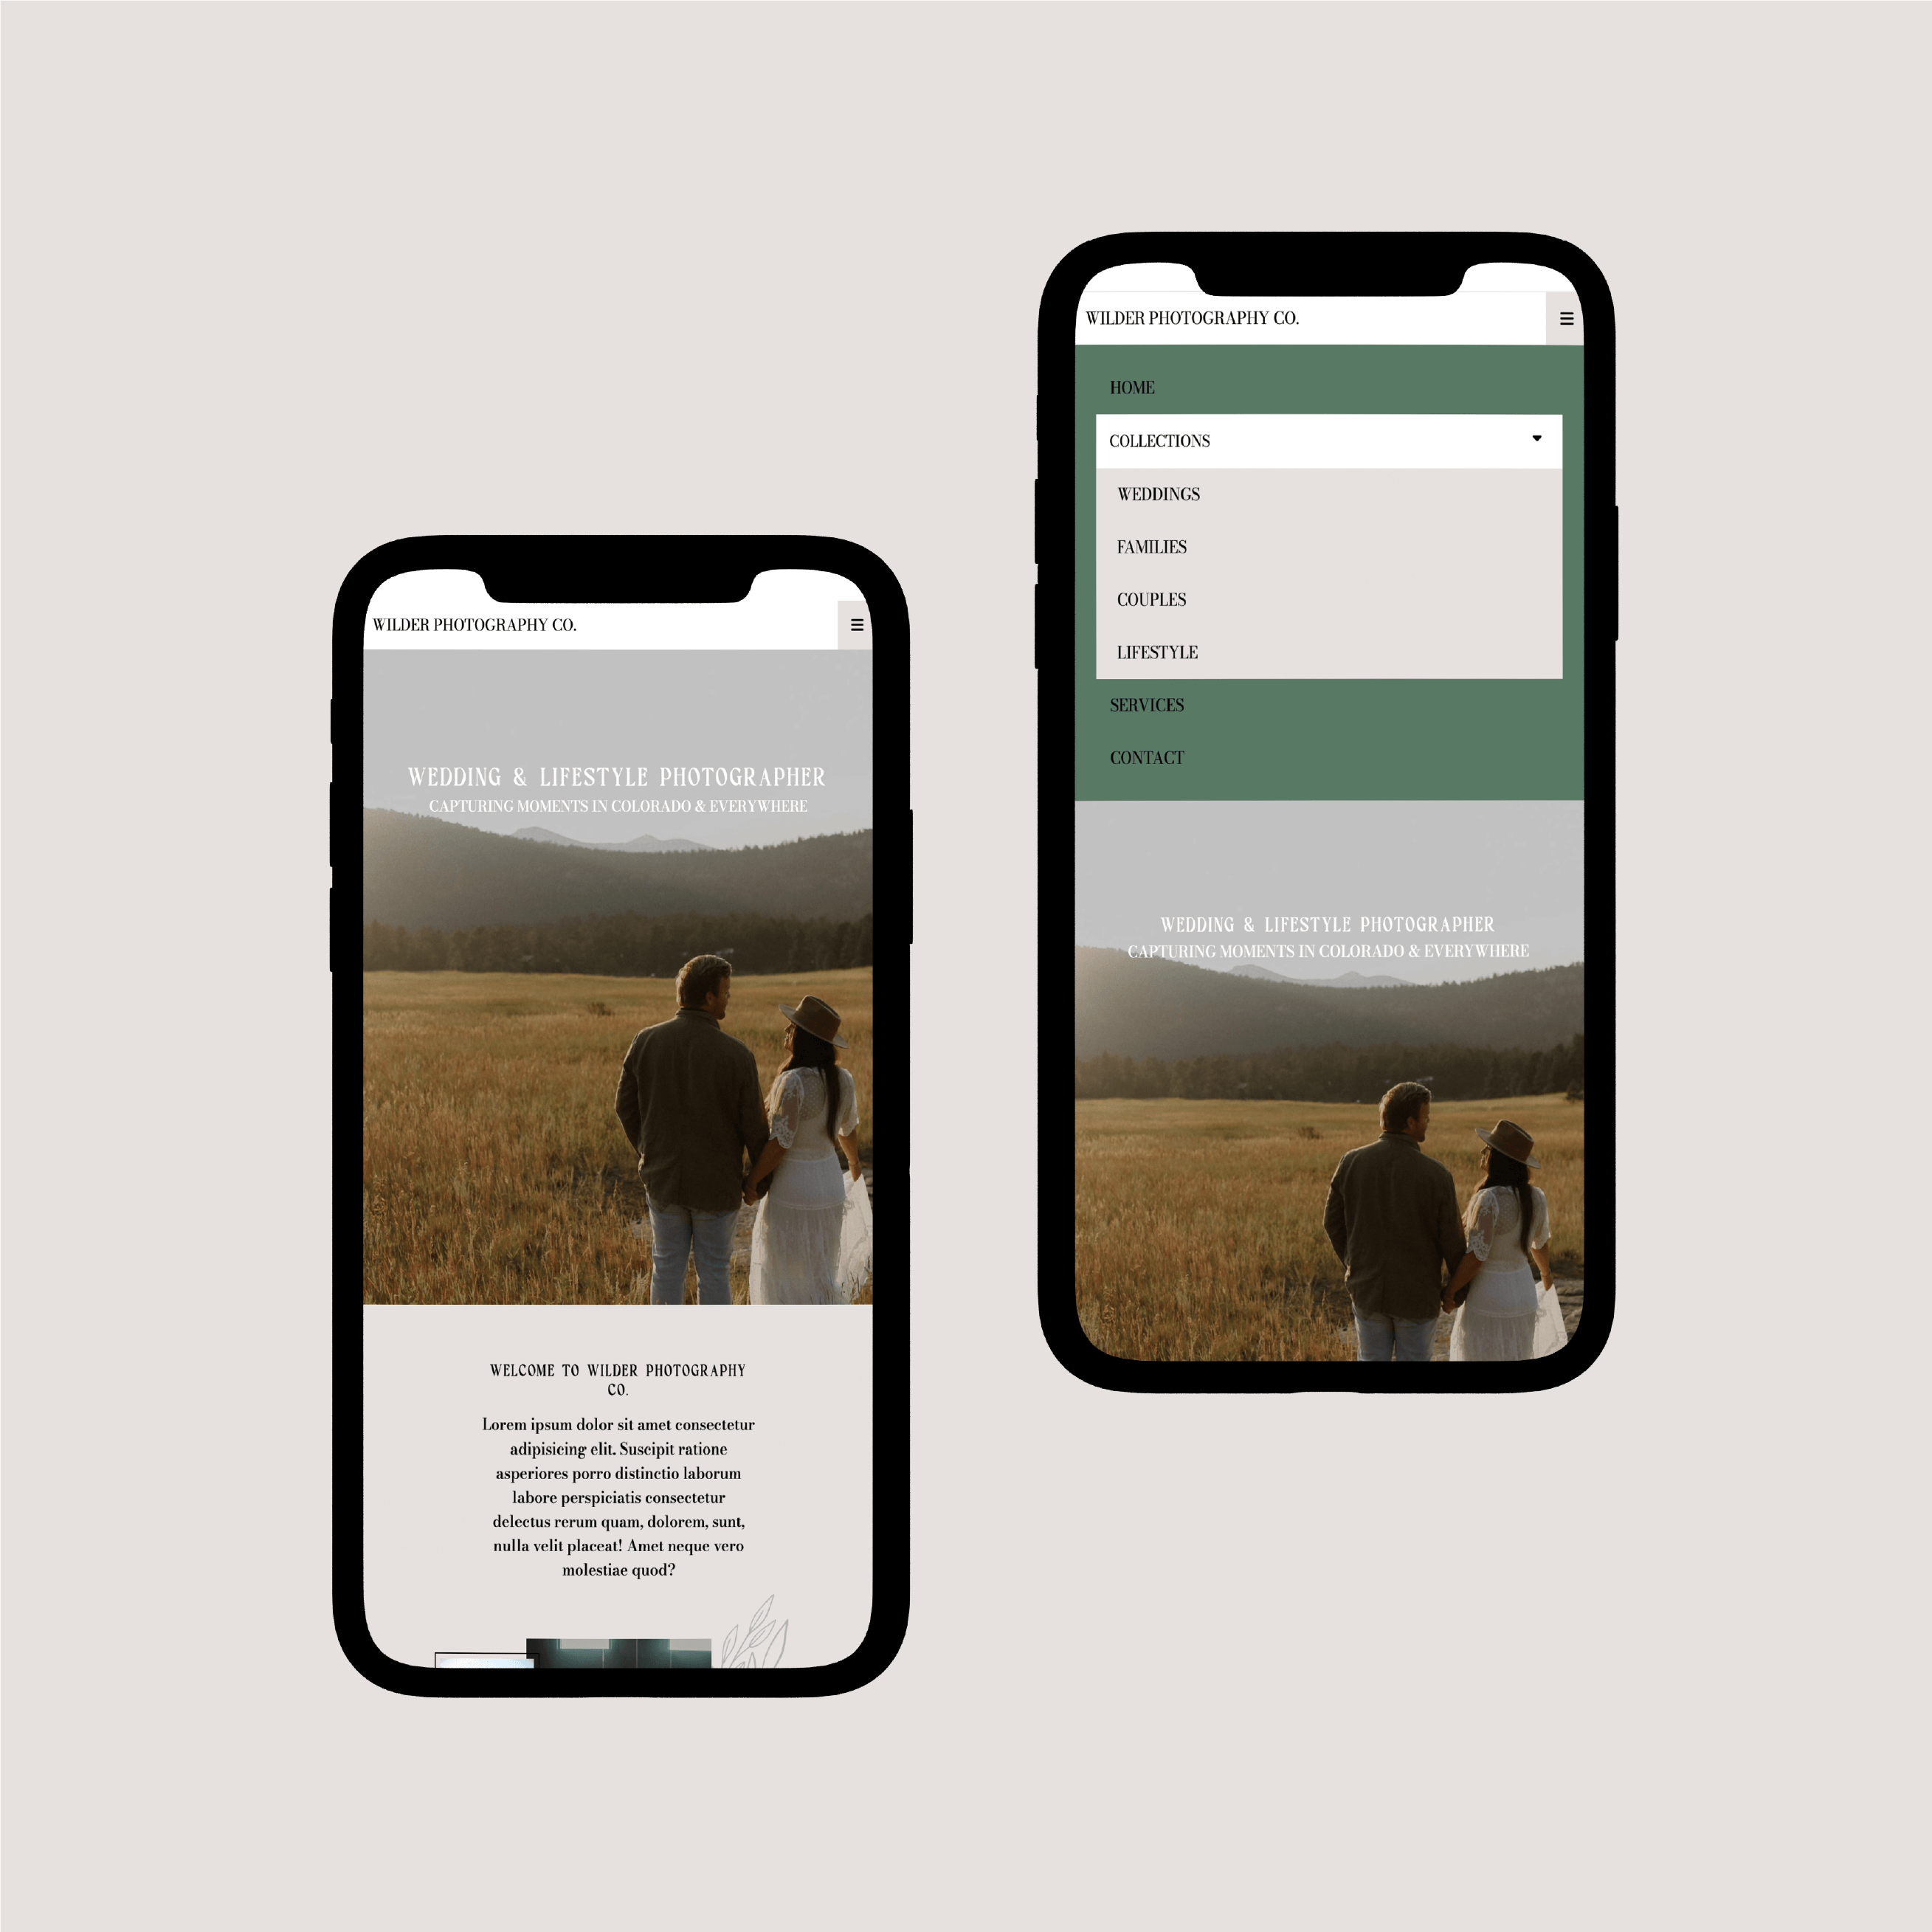 WILDER PHOTOGRAPHY CO.
WEDDING & LIFESTYLE PHOTOGRAPHER
CAPTURING MOMENTS IN COLORADO & EVERYWHERE
WELCOME TO WILDER PHOTOGRAPHY
CO.
Lorem ipsum dolor sit amet consectetur
adipisicing elit. Suscipit ratione
asperiores porro distinctio laborum
labore perspiciatis consectetur
delectus rerum quam, dolorem, sunt,
nulla velit placeat! Amet neque vero
molestiae quod?
WILDER PHOTOGRAPHY CO.
HOME
COLLECTIONS
WEDDINGS
FAMILIES
COUPLES
LIFESTYLE
SERVICES
CONTACT
WEDDING & LIFESTYLE PHOTOGRAPHER
CAPTURING MOMENTS IN COLORADO & EVERYWHERE